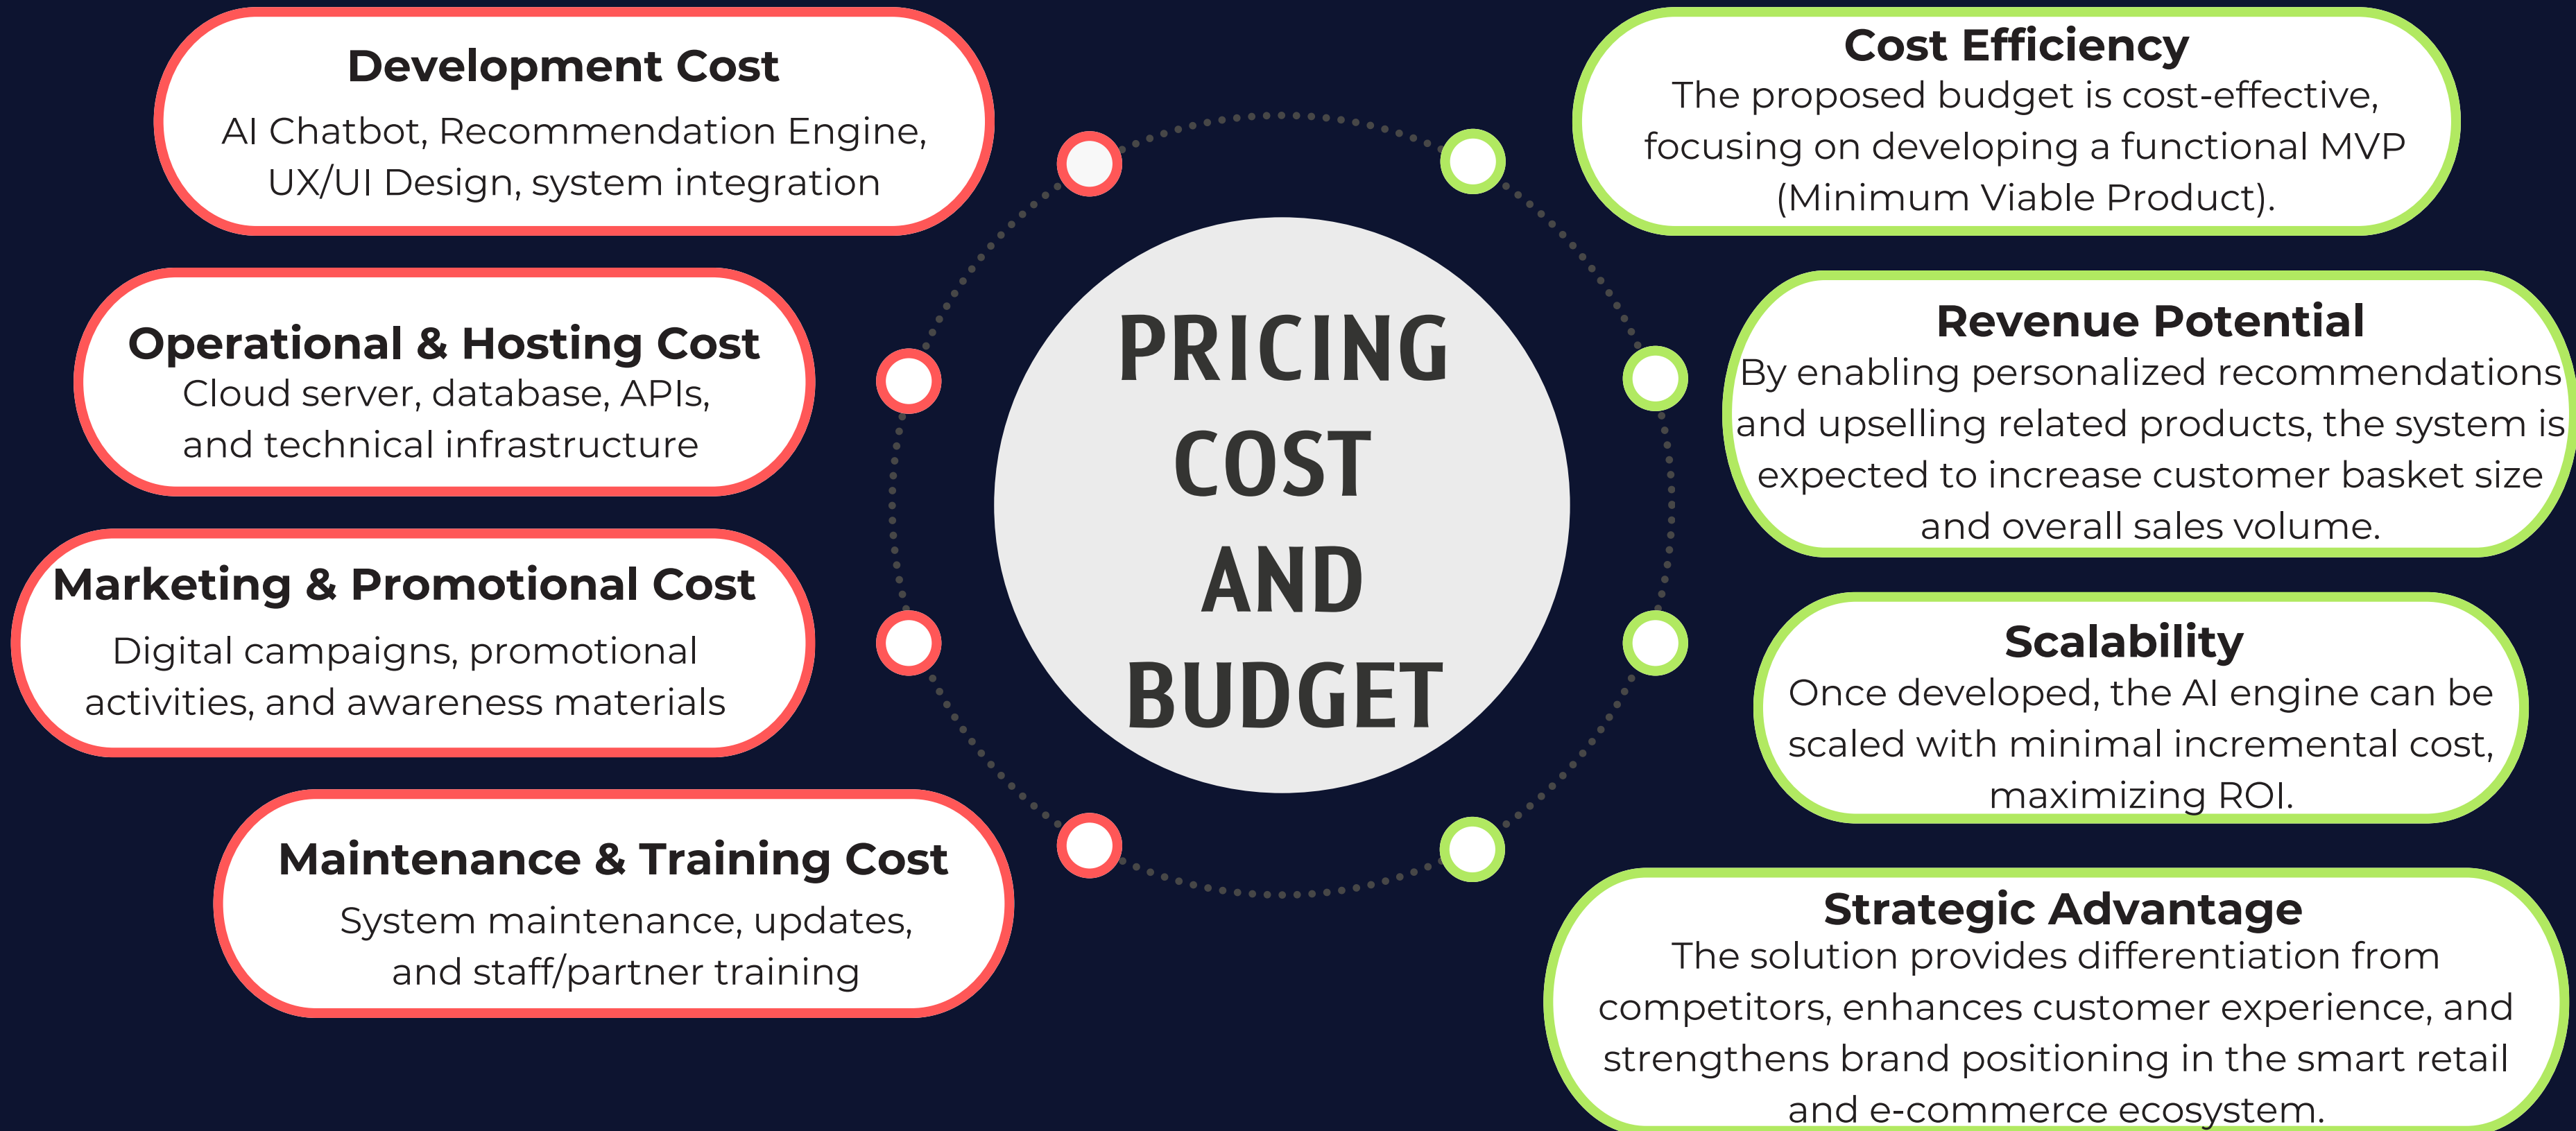 Development Cost
AI Chatbot, Recommendation Engine,
UX/UI Design, system integration
Operational & Hosting Cost
Cloud server, database, APIs,
and technical infrastructure
Marketing & Promotional Cost
Digital campaigns, promotional
activities, and awareness materials
Maintenance & Training Cost
System maintenance, updates,
and staff/partner training
PRICING
COST
AND
BUDGET
Cost Efficiency
The proposed budget is cost-effective,
focusing on developing a functional MVP
(Minimum Viable Product).
Revenue Potential
By enabling personalized recommendations
and upselling related products, the system is
expected to increase customer basket size
and overall sales volume.
Scalability
Once developed, the AI engine can be
scaled with minimal incremental cost,
maximizing ROI.
Strategic Advantage
The solution provides differentiation from
competitors, enhances customer experience, and
strengthens brand positioning in the smart retail
and e-commerce ecosystem.